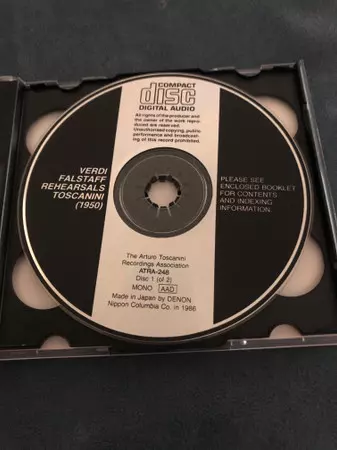 COMPACT
disc
DIGITAL AUDIO
All rights of the producer and
the owner of the work repro-
duced are reserved.
Unauthorised copying, public
performance and broadcast-
ing of this record prohibited.
VERDI
FALSTAFF
REHEARSALS
TOSCANINI
(1950)
PLEASE SEE
ENCLOSED BOOKLET
FOR CONTENTS
AND INDEXING
INFORMATION.
The Arturo Toscanini
Recordings Association
ATRA-248
Disc 1 (of 2)
MONO AAD
Made in Japan by DENON
Nippon Columbia Co. in 1986